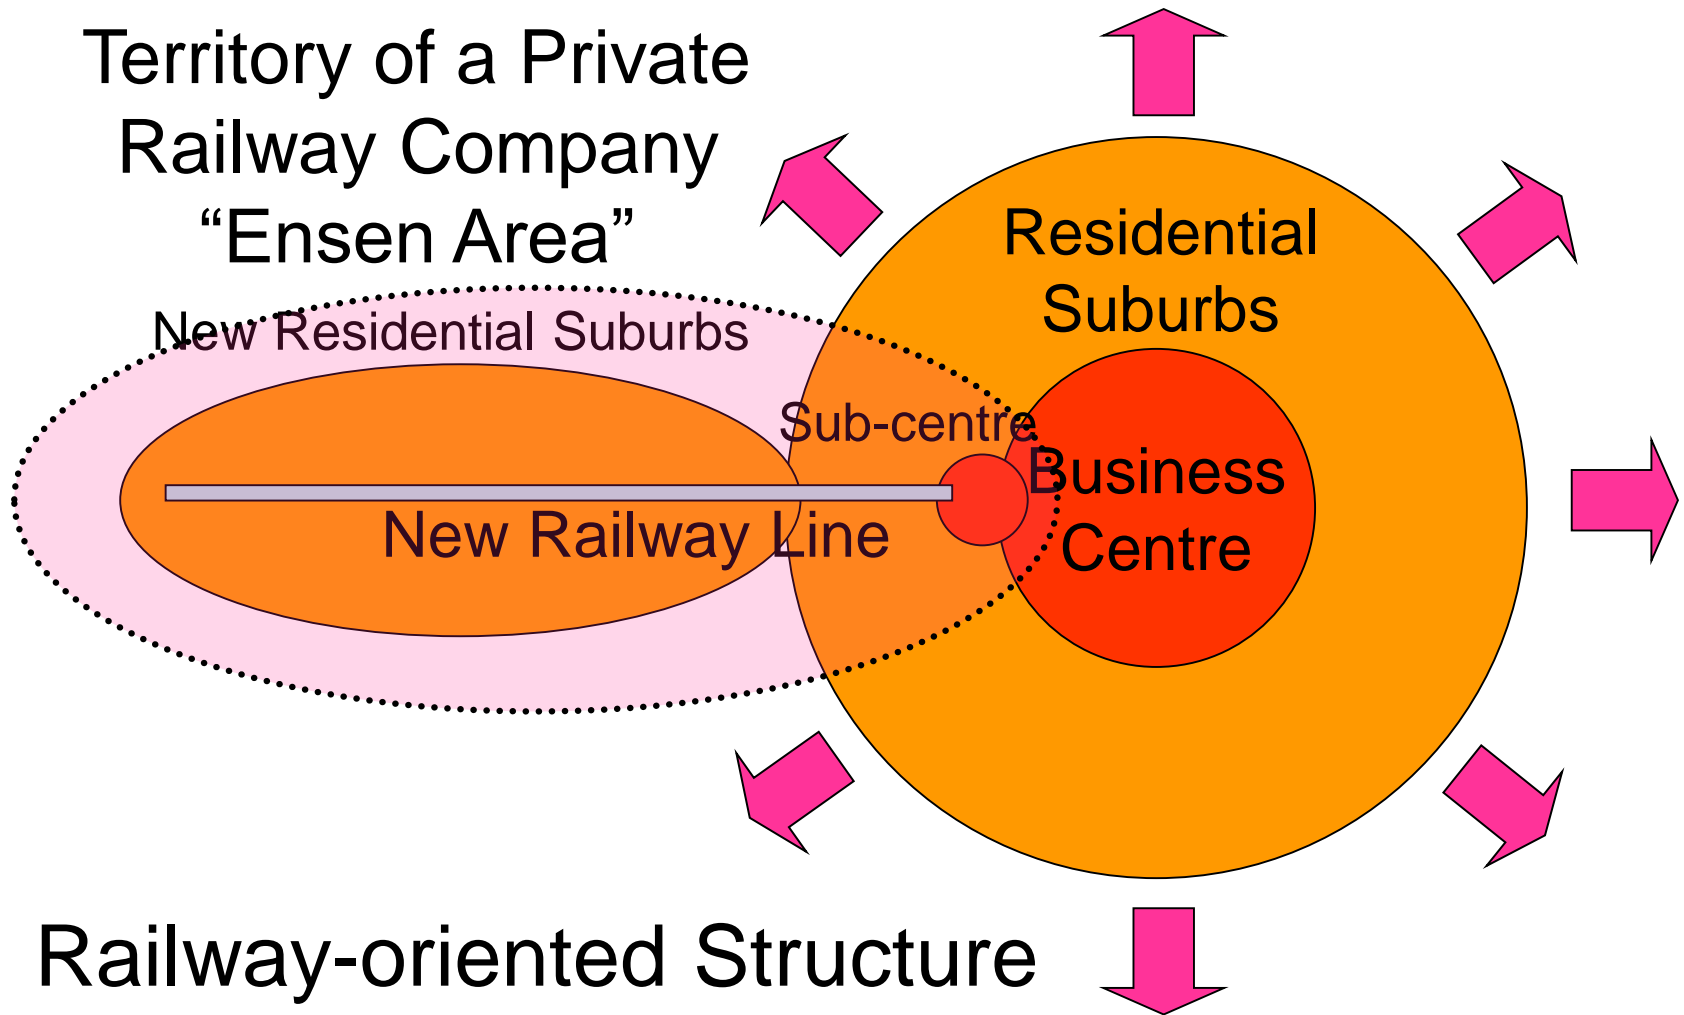 Territory of a Private
Railway Company
“Ensen Area”
New Residential Suburbs
Residential
Suburbs
Sub-centre
Business
Centre
New Railway Line
Railway-oriented Structure